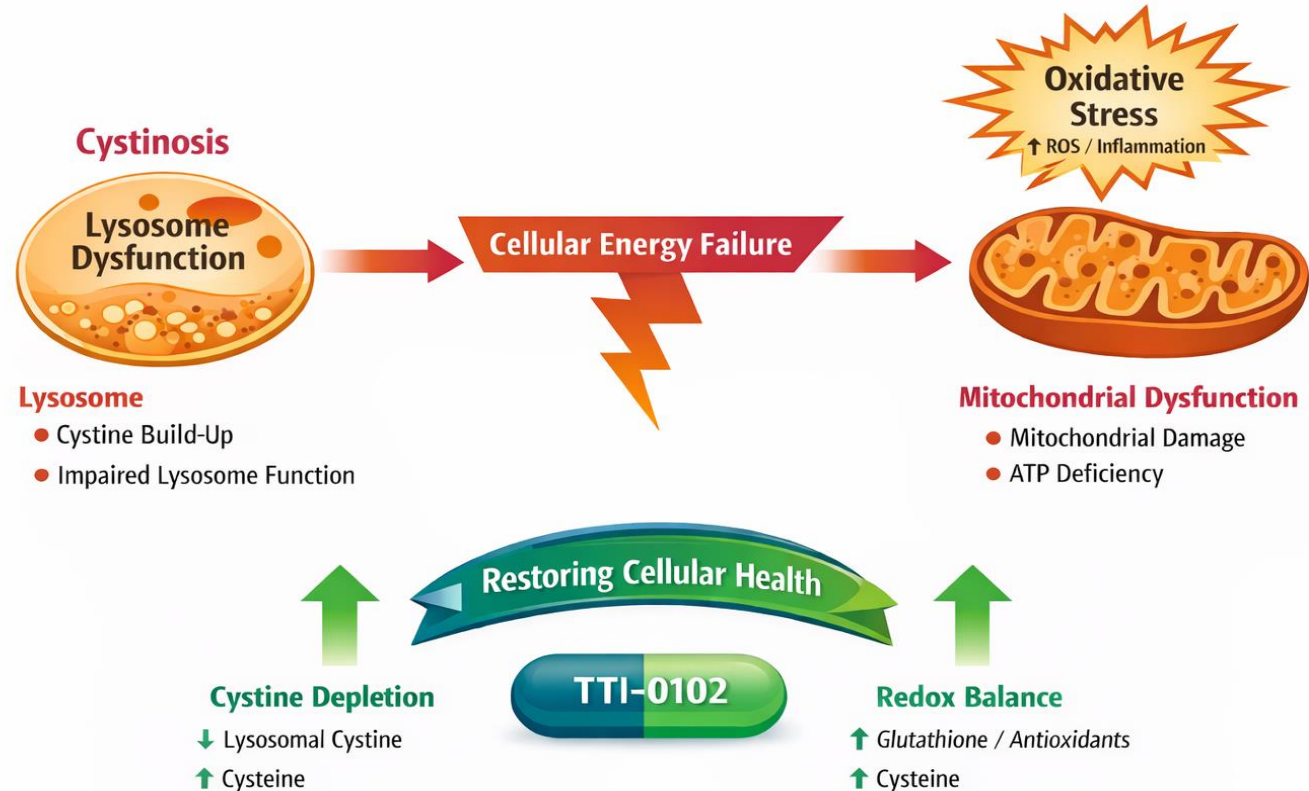 Cystinosis
Lysosome
Dysfunction
Lysosome
● Cystine Build-Up
● Impaired Lysosome Function
Cellular Energy Failure
Oxidative
Stress
↑ ROS / Inflammation
Mitochondrial Dysfunction
● Mitochondrial Damage
● ATP Deficiency
Restoring Cellular Health
TTI-0102
Cystine Depletion
↓ Lysosomal Cystine
↑ Cysteine
Redox Balance
↑ Glutathione / Antioxidants
↑ Cysteine